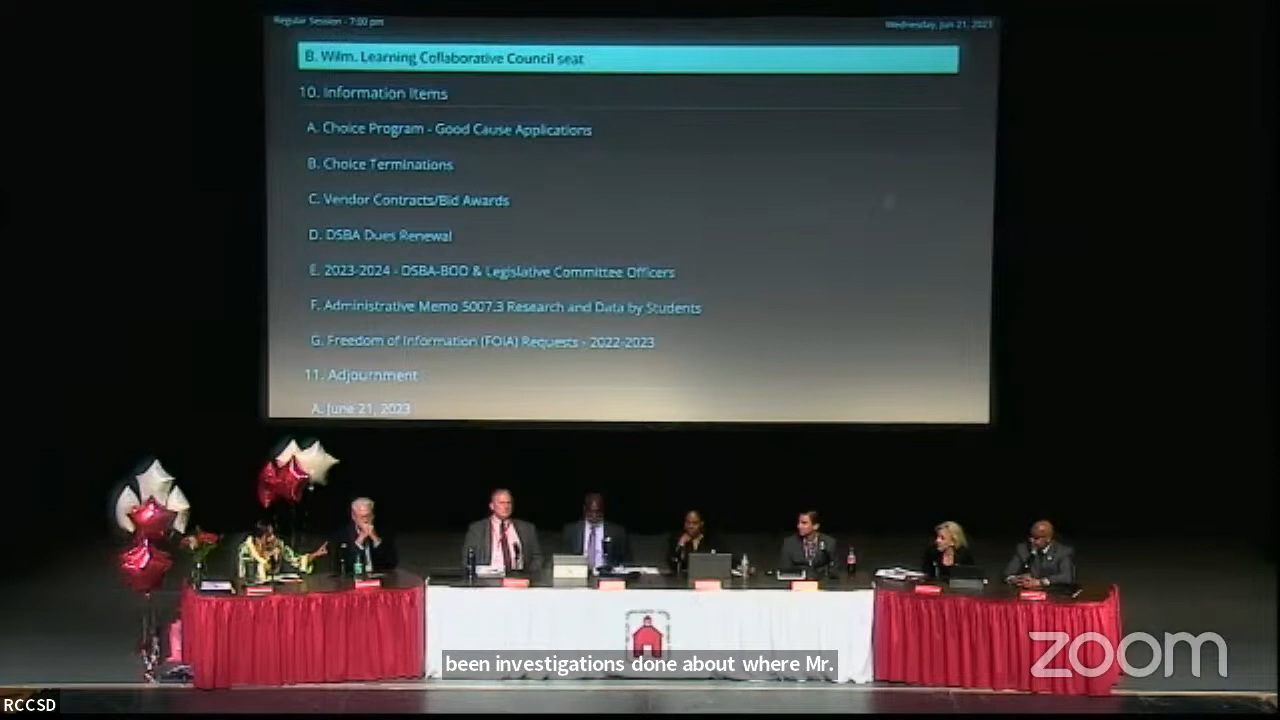 Regular Session - 7:00 pm
Wednesday, Jun 21, 2023
B. Wilm. Learning Collaborative Council seat
10. Information Items
A. Choice Program - Good Cause Applications
B. Choice Terminations
C. Vendor Contracts/Bid Awards
D. DSBA Dues Renewal
E. 2023-2024 - DSBA-BOD & Legislative Committee Officers
F. Administrative Memo 5007.3 Research and Data by Students
G. Freedom of Information (FOIA) Requests - 2022-2023
11. Adjournment
A. June 21, 2023
been investigations done about where Mr.
zoom
RCCSD